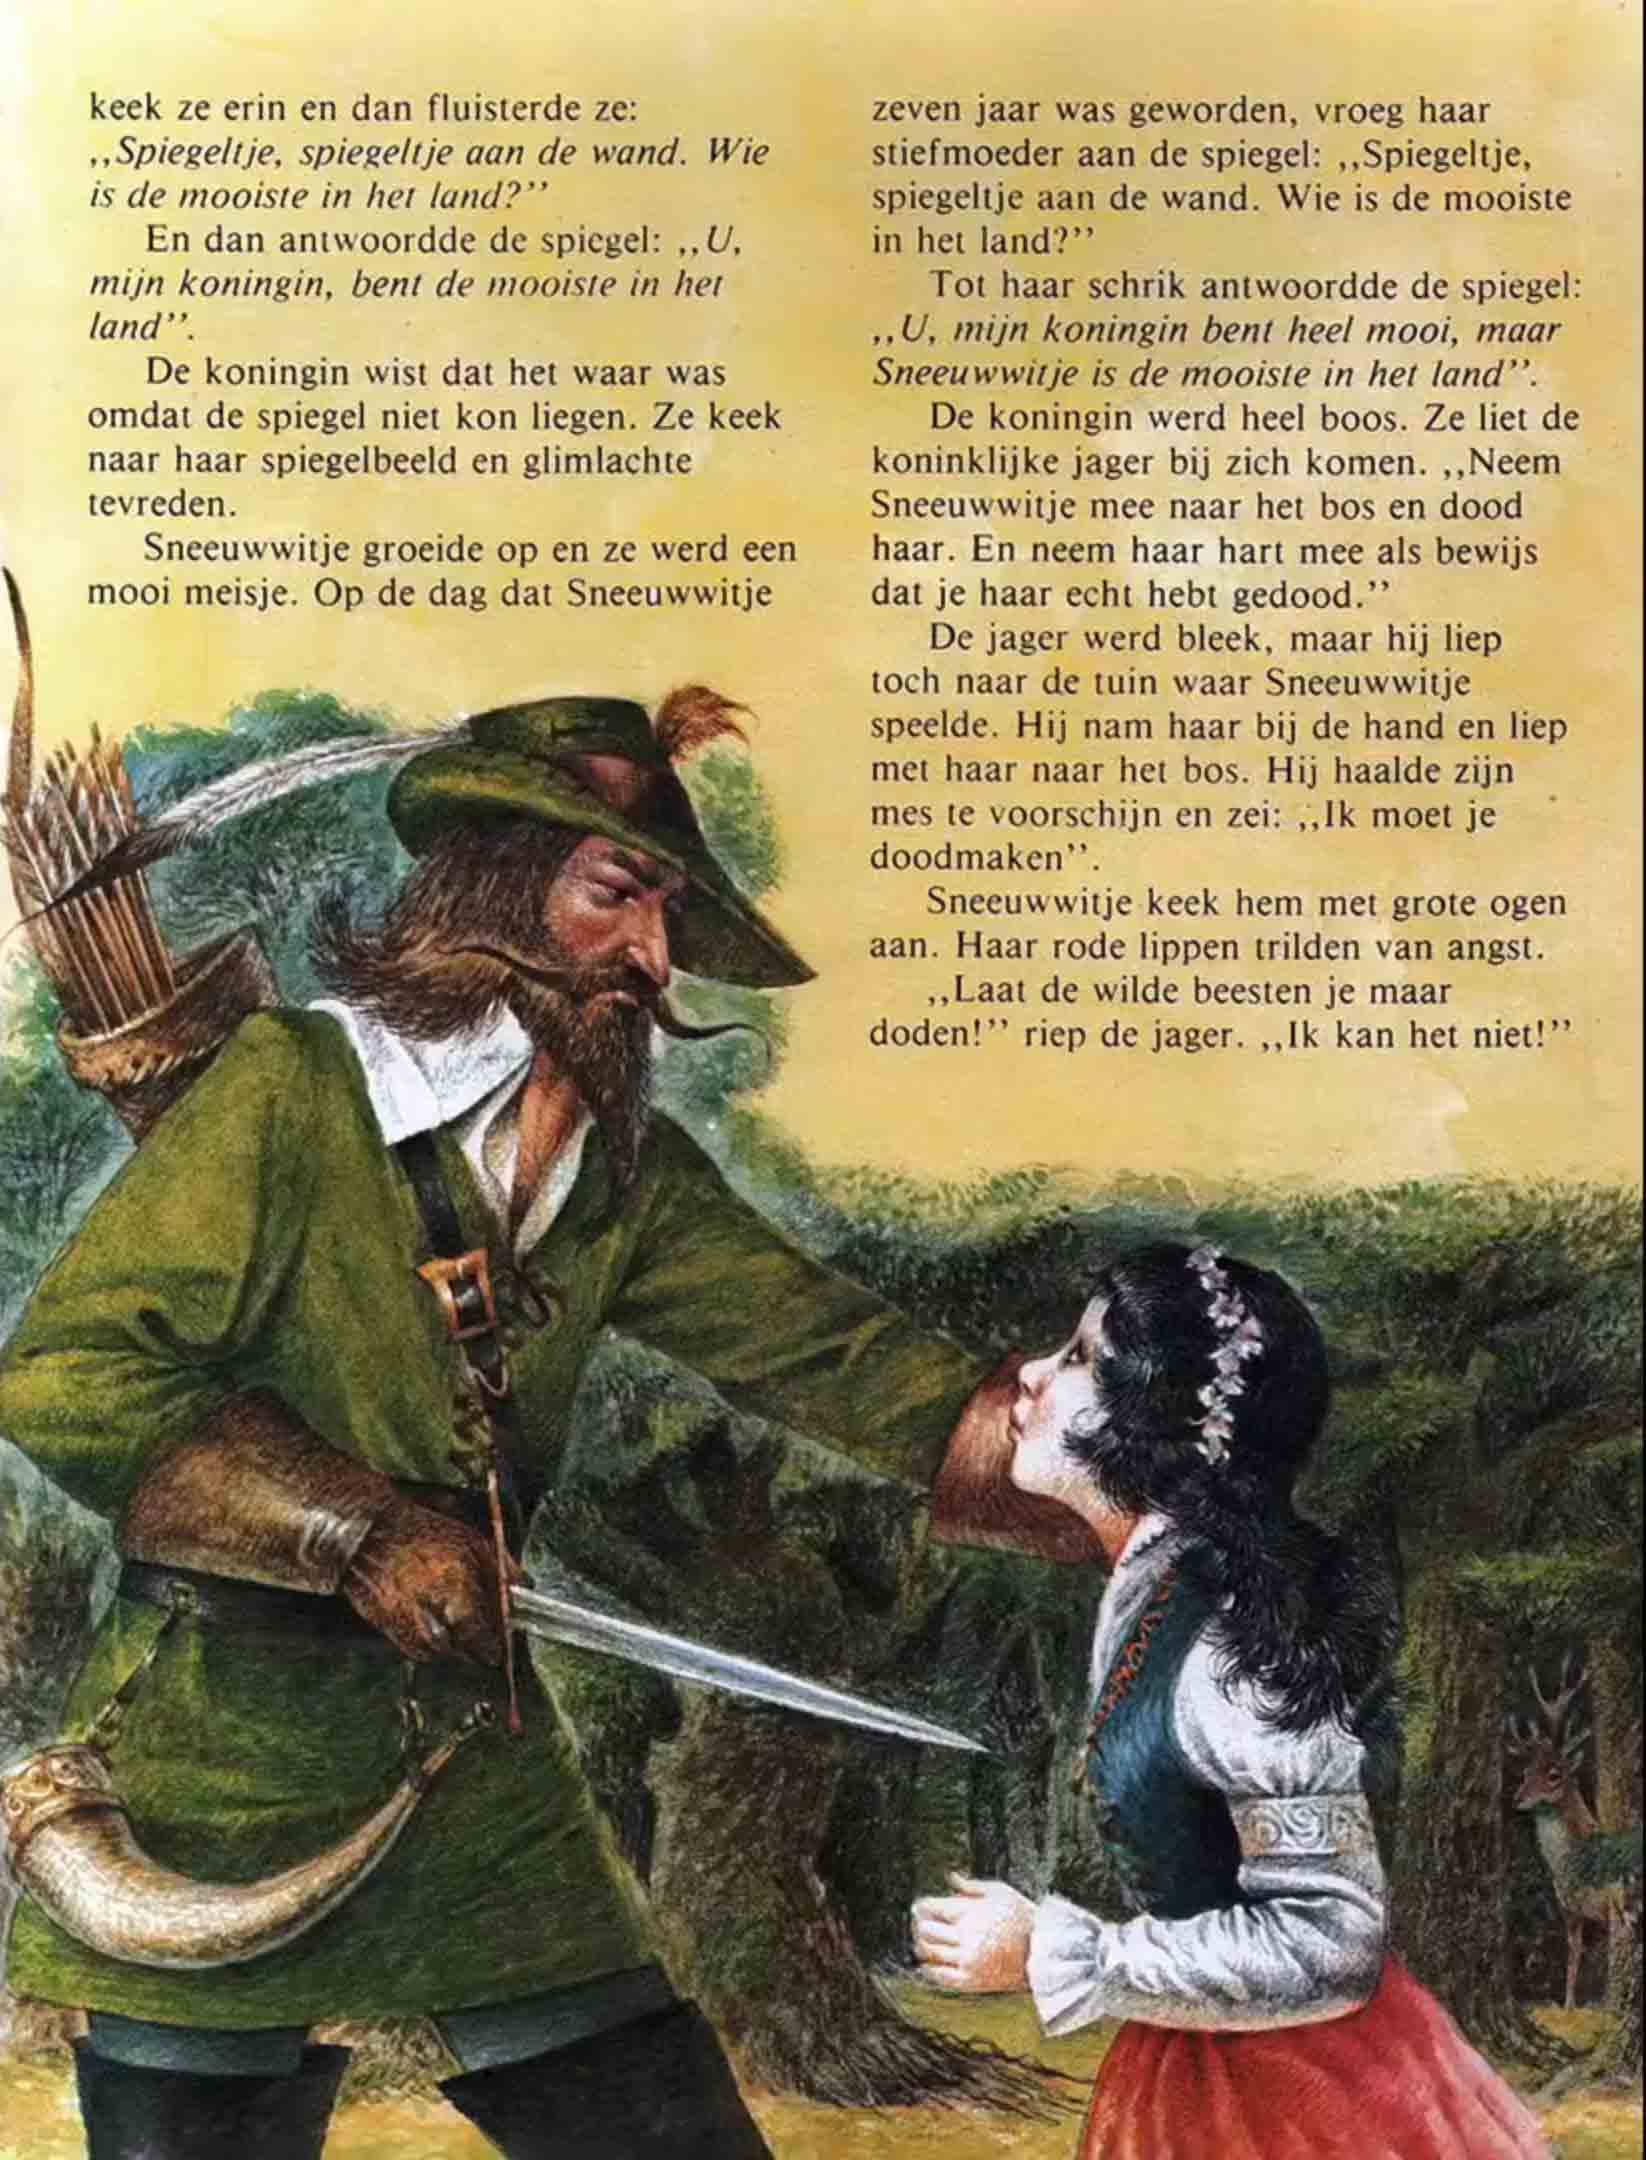 keek ze erin en dan fluisterde ze:
,,Spiegeltje, spiegeltje aan de wand. Wie
is de mooiste in het land?’’
En dan antwoordde de spiegel: ,,U,
mijn koningin, bent de mooiste in het
land’’.
De koningin wist dat het waar was
omdat de spiegel niet kon liegen. Ze keek
naar haar spiegelbeeld en glimlachte
tevreden.
Sneeuwwitje groeide op en ze werd een
mooi meisje. Op de dag dat Sneeuwwitje
zeven jaar was geworden, vroeg haar
stiefmoeder aan de spiegel: ,,Spiegeltje,
spiegeltje aan de wand. Wie is de mooiste
in het land?’’
Tot haar schrik antwoordde de spiegel:
,,U, mijn koningin bent heel mooi, maar
Sneeuwwitje is de mooiste in het land’’.
De koningin werd heel boos. Ze liet de
koninklijke jager bij zich komen. ,,Neem
Sneeuwwitje mee naar het bos en dood
haar. En neem haar hart mee als bewijs
dat je haar echt hebt gedood.’’
De jager werd bleek, maar hij liep
toch naar de tuin waar Sneeuwwitje
speelde. Hij nam haar bij de hand en liep
met haar naar het bos. Hij haalde zijn
mes te voorschijn en zei: ,,Ik moet je
doodmaken’’.
Sneeuwwitje keek hem met grote ogen
aan. Haar rode lippen trilden van angst.
,,Laat de wilde beesten je maar
doden!’’ riep de jager. ,,Ik kan het niet!’’